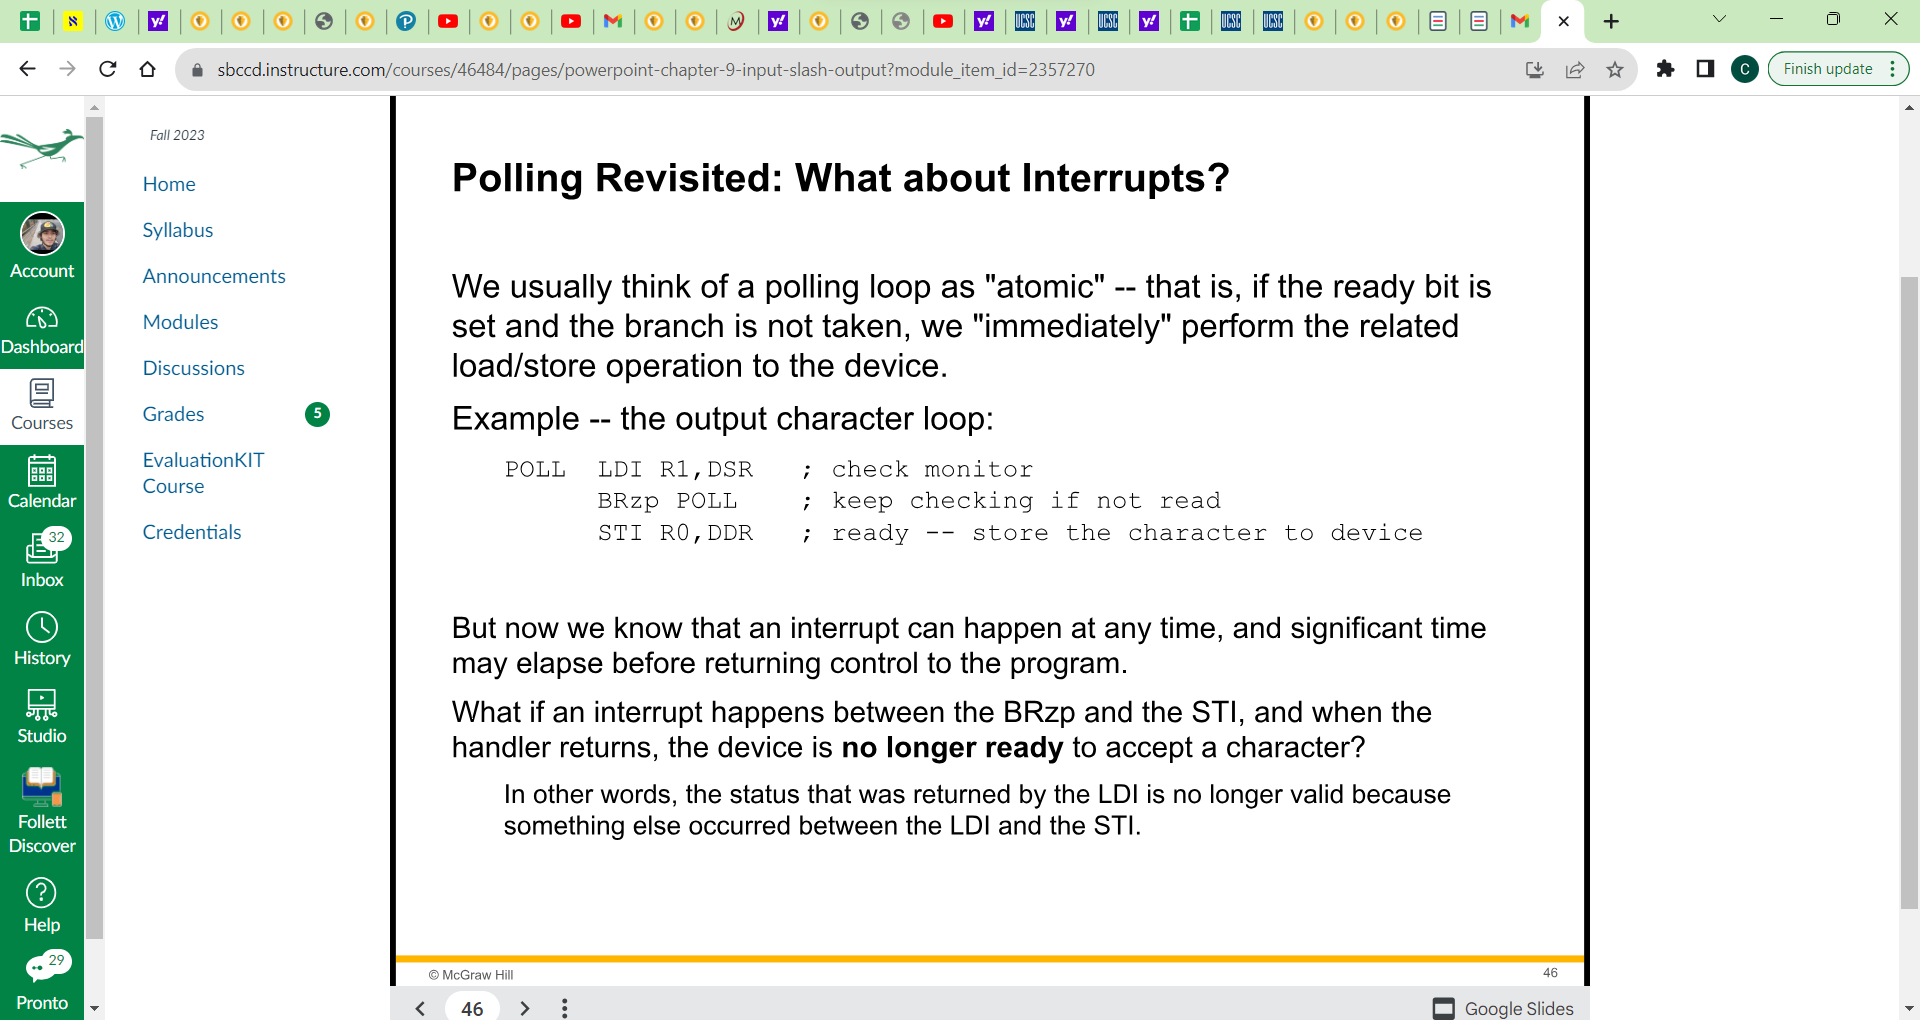 sbccd.instructure.com/courses/46484/pages/powerpoint-chapter-9-input-slash-output?module_item_id=2357270
C
Finish update
Fall 2023
Home
Syllabus
Announcements
Modules
Discussions
Grades
5
EvaluationKIT
Course
Credentials
Account
Dashboard
Courses
Calendar
32
Inbox
History
Studio
Follett
Discover
Help
29
Pronto
Polling Revisited: What about Interrupts?
We usually think of a polling loop as "atomic" -- that is, if the ready bit is
set and the branch is not taken, we "immediately" perform the related
load/store operation to the device.
Example -- the output character loop:
POLL LDI R1,DSR ; check monitor
BRzp POLL ; keep checking if not read
STI R0,DDR ; ready -- store the character to device
But now we know that an interrupt can happen at any time, and significant time
may elapse before returning control to the program.
What if an interrupt happens between the BRzp and the STI, and when the
handler returns, the device is no longer ready to accept a character?
In other words, the status that was returned by the LDI is no longer valid because
something else occurred between the LDI and the STI.
© McGraw Hill
46
46
Google Slides